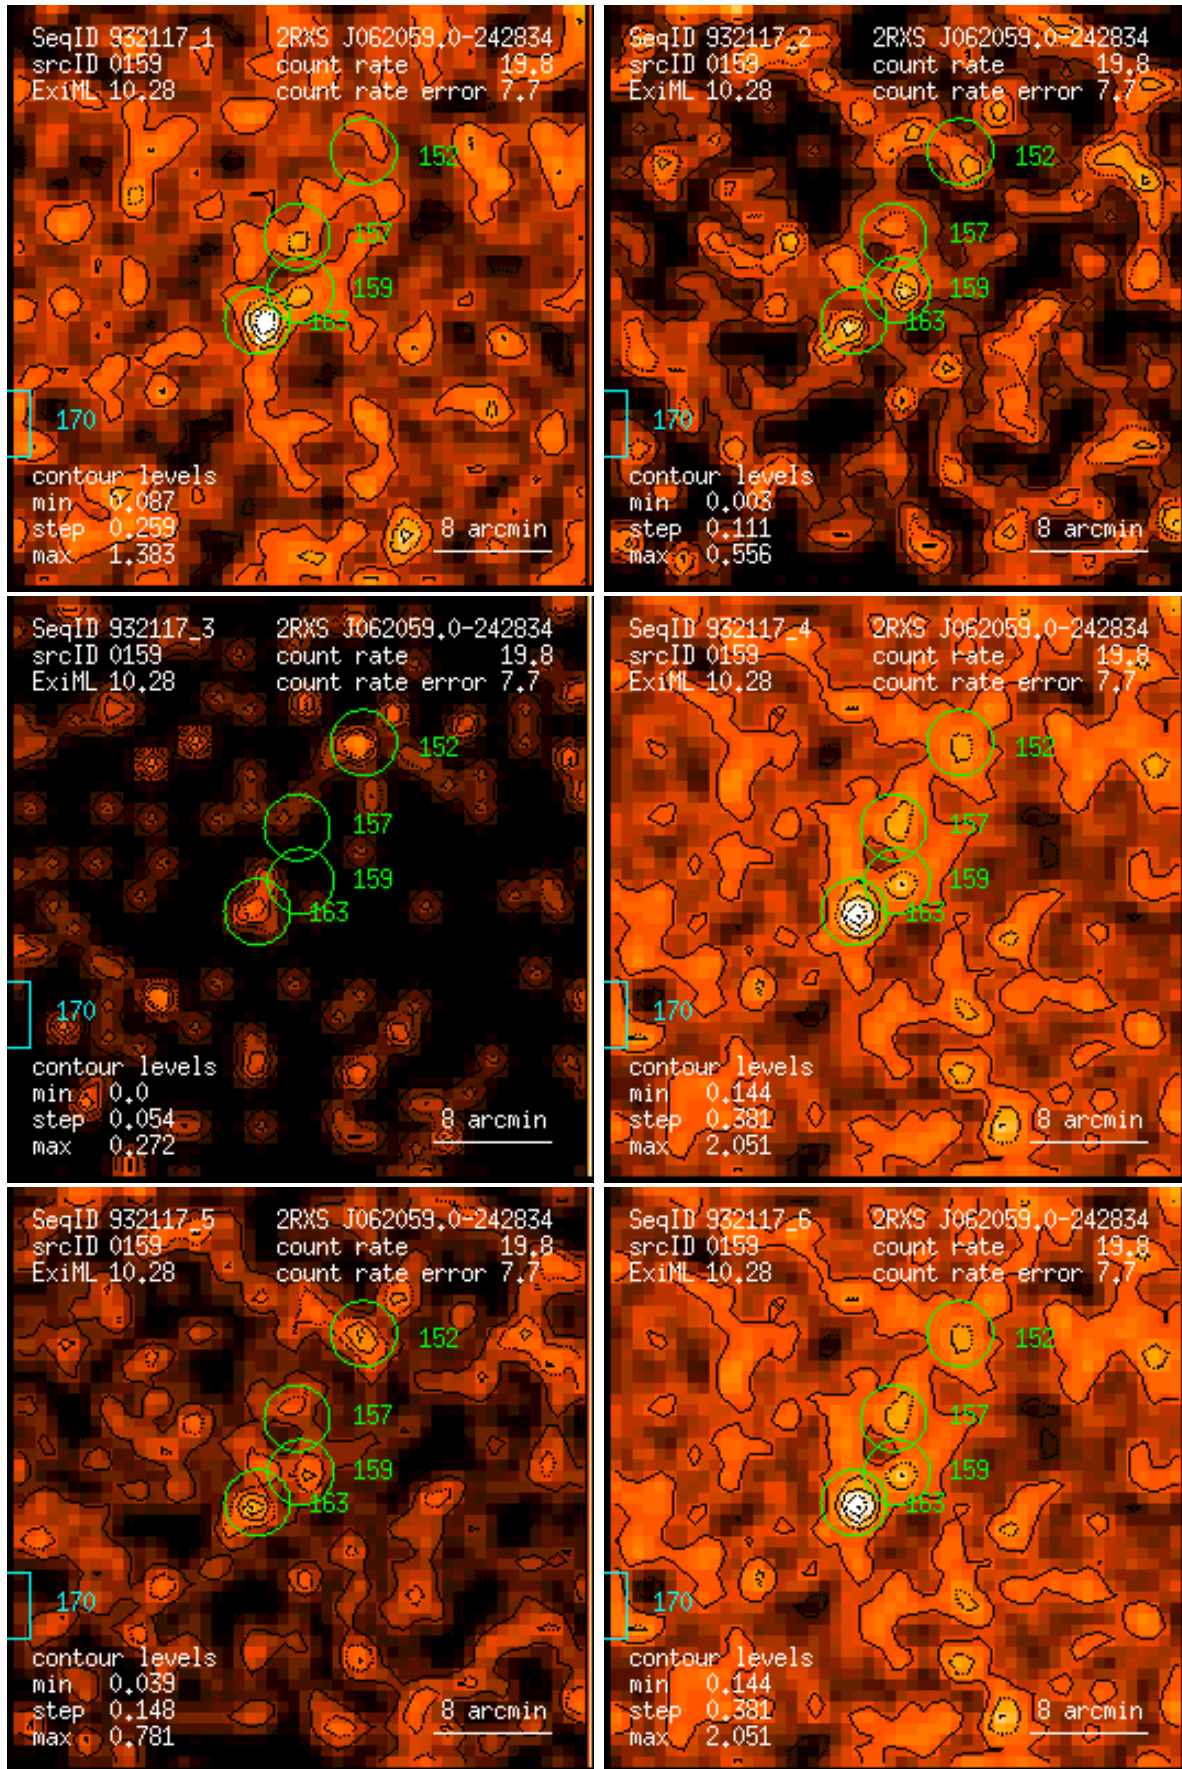 SeqID 932117_1 2RXS J062059.0-242834
srcID 0159 count rate 19.8
ExiML 10.28 count rate error 7.7
152
157
159
163
170
contour levels
min 0.087
step 0.259
max 1.383
8 arcmin
SeqID 932117_2 2RXS J062059.0-242834
srcID 0159 count rate 19.8
ExiML 10.28 count rate error 7.7
152
157
159
163
170
contour levels
min 0.003
step 0.111
max 0.556
8 arcmin
SeqID 932117_3 2RXS J062059.0-242834
srcID 0159 count rate 19.8
ExiML 10.28 count rate error 7.7
152
157
159
163
170
contour levels
min 0.0
step 0.054
max 0.272
8 arcmin
SeqID 932117_4 2RXS J062059.0-242834
srcID 0159 count rate 19.8
ExiML 10.28 count rate error 7.7
152
157
159
163
170
contour levels
min 0.144
step 0.381
max 2.051
8 arcmin
SeqID 932117_5 2RXS J062059.0-242834
srcID 0159 count rate 19.8
ExiML 10.28 count rate error 7.7
152
157
159
163
170
contour levels
min 0.039
step 0.148
max 0.781
8 arcmin
SeqID 932117_6 2RXS J062059.0-242834
srcID 0159 count rate 19.8
ExiML 10.28 count rate error 7.7
152
157
159
163
170
contour levels
min 0.144
step 0.381
max 2.051
8 arcmin